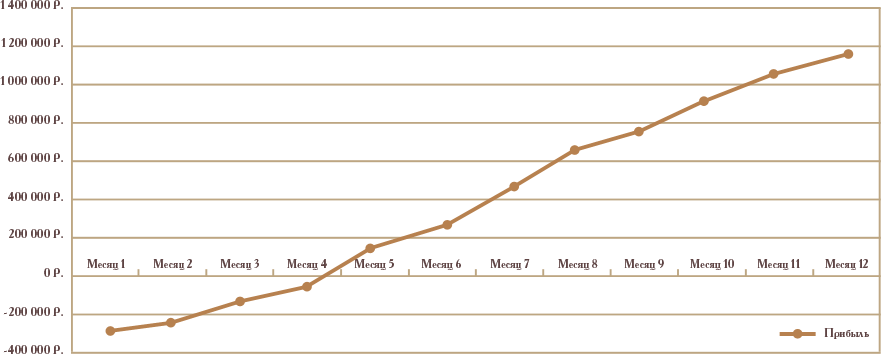 1 400 000 Р.
1 200 000 Р.
1 000 000 Р.
800 000 Р.
600 000 Р.
400 000 Р.
200 000 Р.
Месяц 1 Месяц 2 Месяц 3 Месяц 4 Месяц 5 Месяц 6 Месяц 7 Месяц 8 Месяц 9 Месяц 10 Месяц 11 Месяц 12
0 Р.
-200 000 Р.
Прибыль
-400 000 Р.